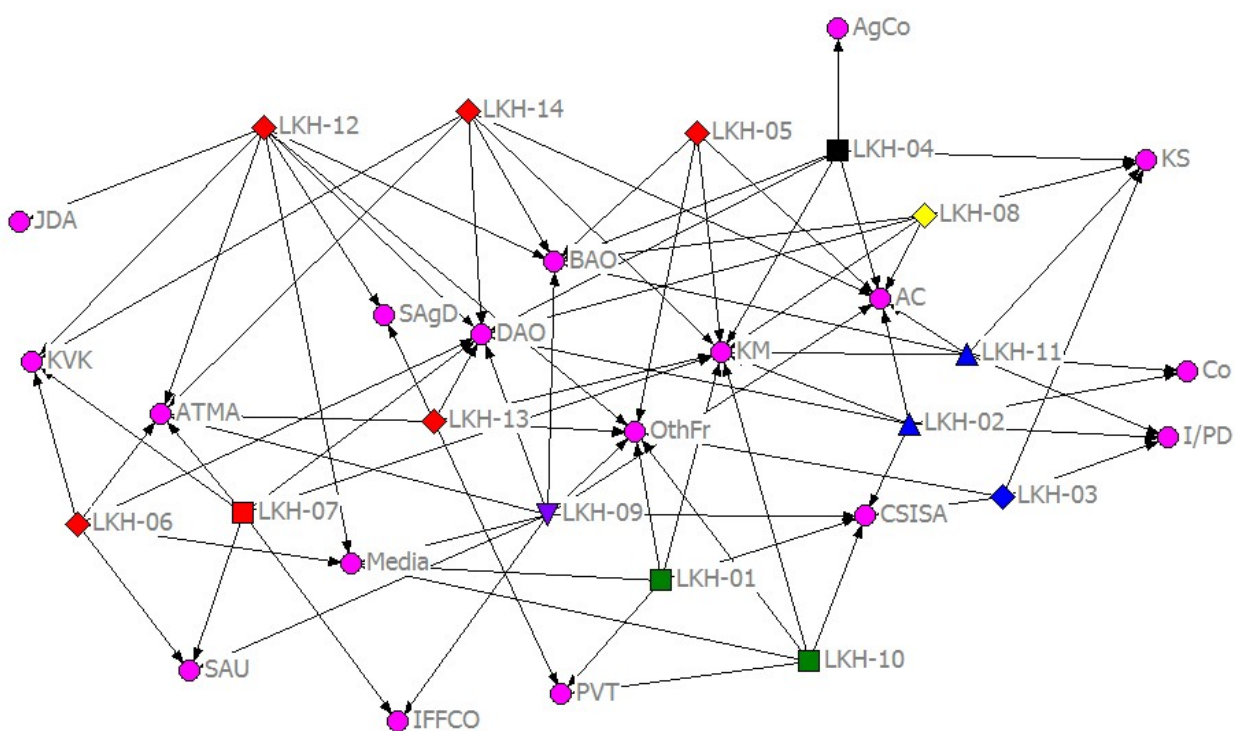 AgCo
LKH-14
LKH-12
LKH-05
LKH-04
KS
LKH-08
JDA
BAO
AC
SAgD
DAO
KM
LKH-11
KVK
Co
ATMA
LKH-13
OthFr
LKH-02
I/PD
LKH-03
LKH-06
LKH-07
LKH-09
CSISA
Media
LKH-01
LKH-10
SAU
PVT
IFFCO